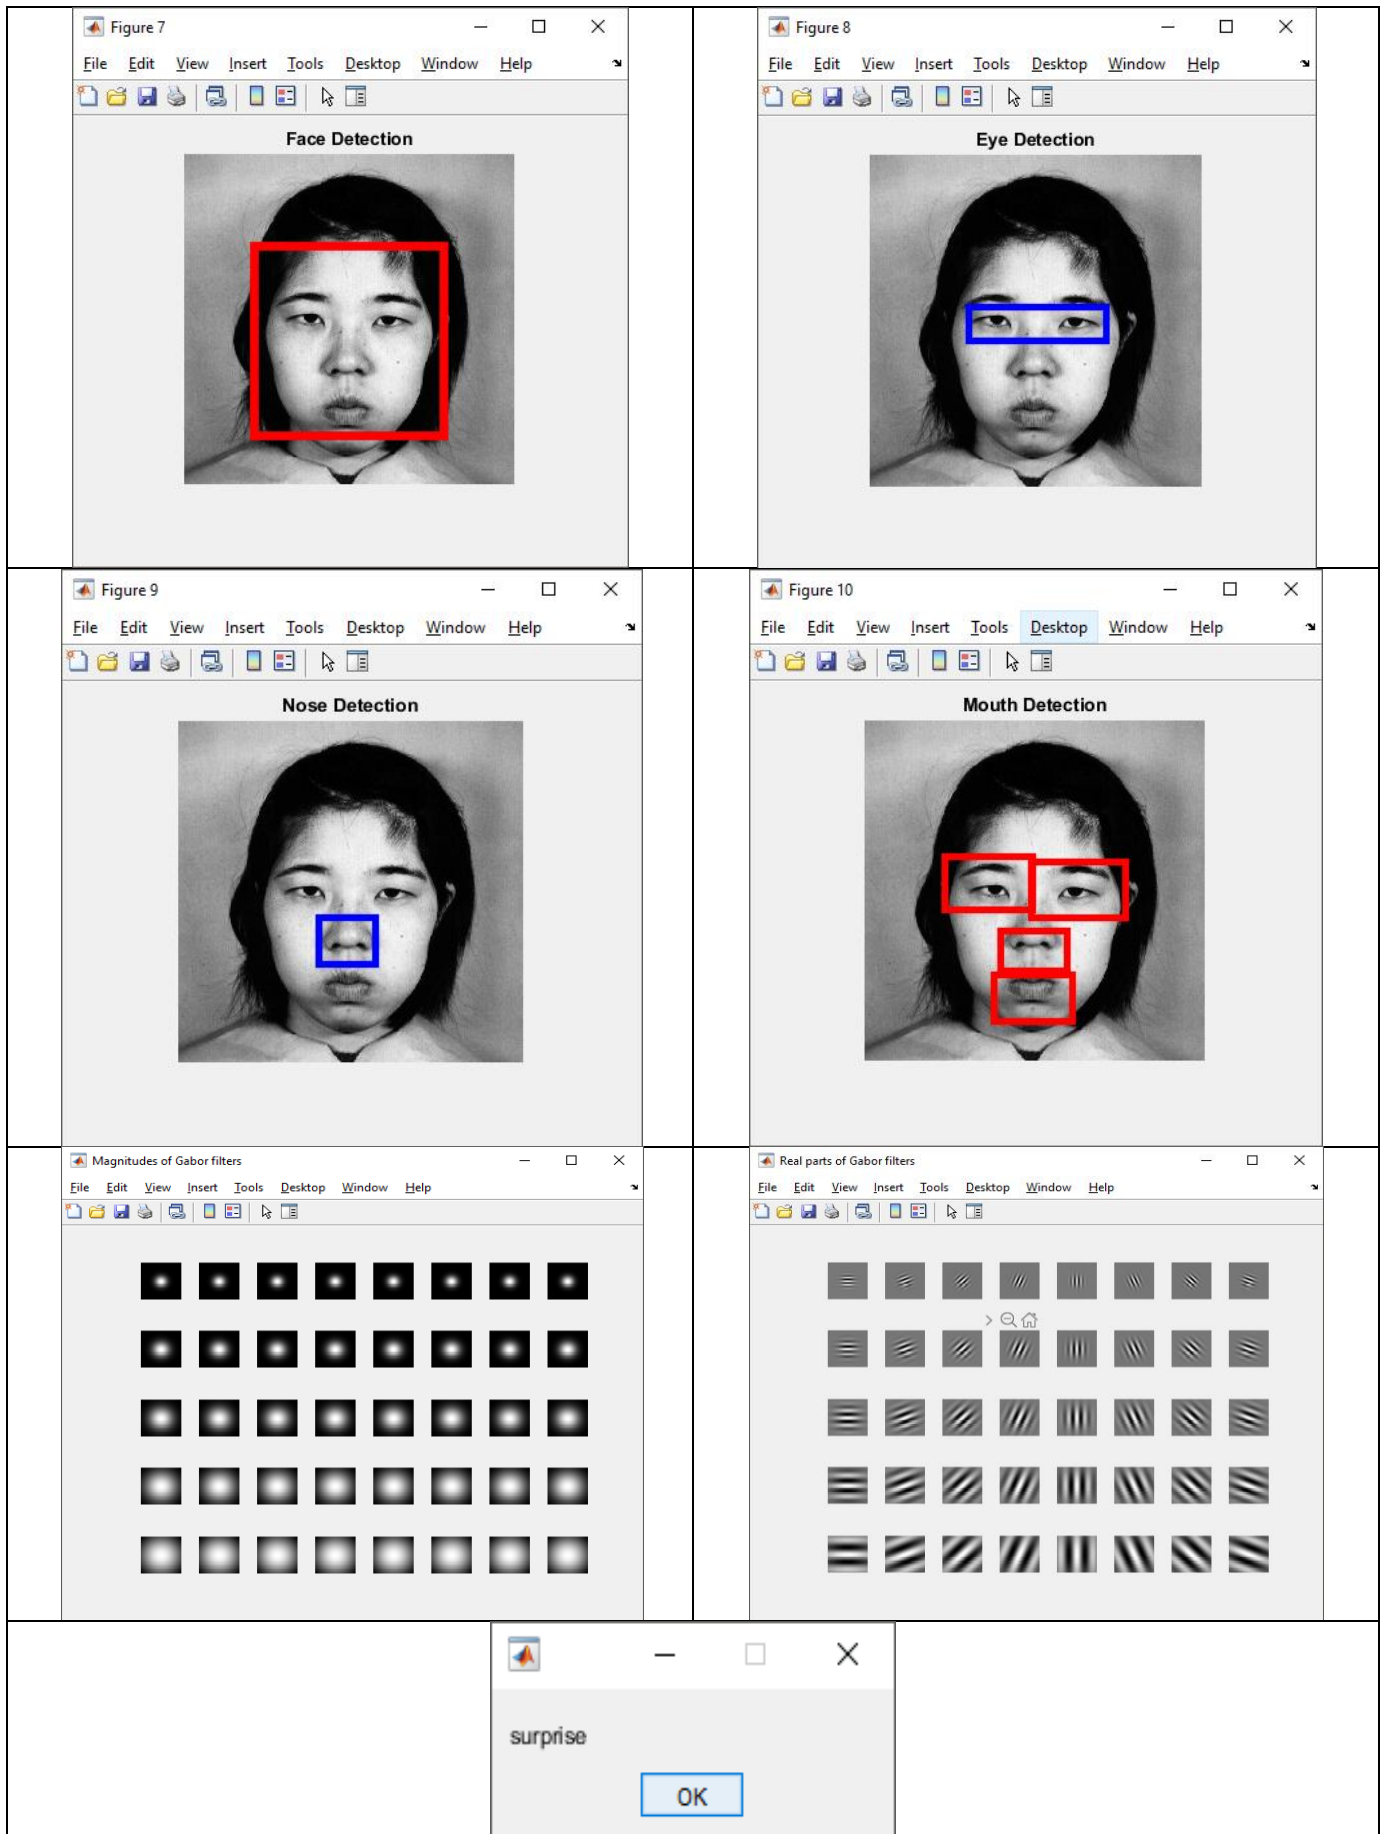 Figure 7
File Edit View Insert Tools Desktop Window Help
Face Detection
Figure 8
File Edit View Insert Tools Desktop Window Help
Eye Detection
Figure 9
File Edit View Insert Tools Desktop Window Help
Nose Detection
Figure 10
File Edit View Insert Tools Desktop Window Help
Mouth Detection
Magnitudes of Gabor filters
File Edit View Insert Tools Desktop Window Help
Real parts of Gabor filters
File Edit View Insert Tools Desktop Window Help
surprise
OK